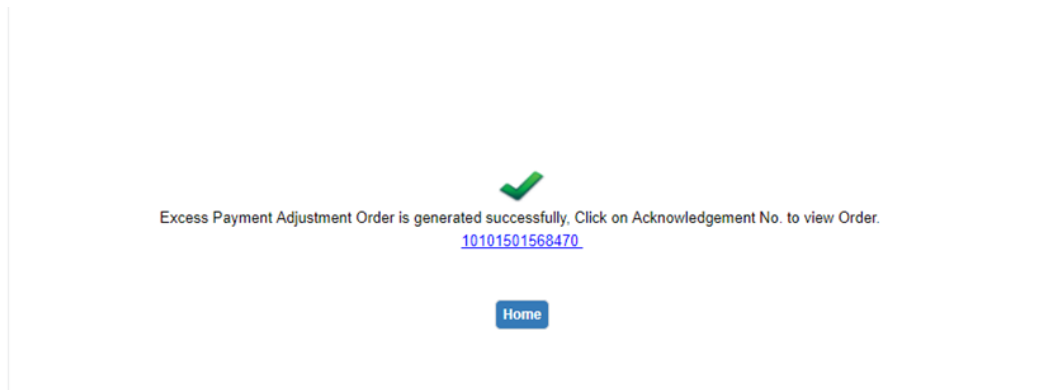 Excess Payment Adjustment Order is generated successfully, Click on Acknowledgement No. to view Order.
10101501568470
Home